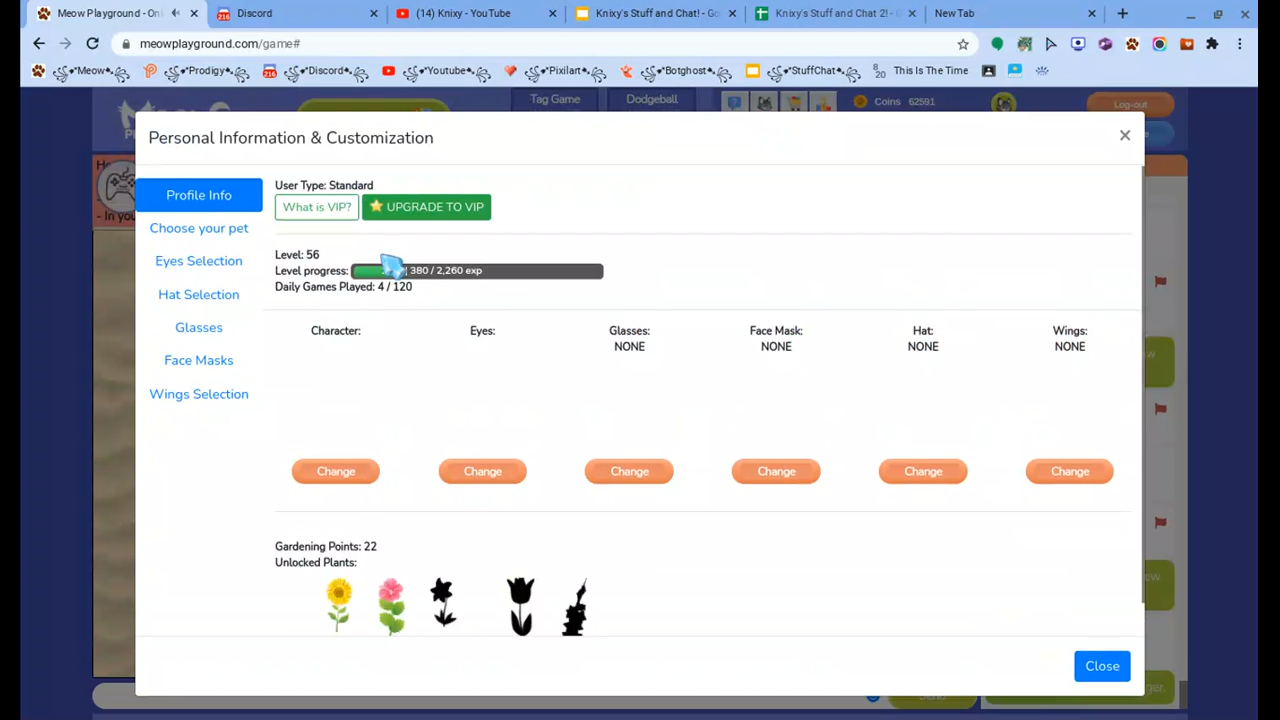 Meow Playground - Onl
Discord
(14) Knixy - YouTube
Knixy's Stuff and Chat! - Go
Knixy's Stuff and Chat 2! - G
New Tab
meowplayground.com/game#
꧁•Meow•꧂
꧁•Prodigy•꧂
꧁•Discord•꧂
꧁•Youtube•꧂
꧁•Pixilart•꧂
꧁•Botghost•꧂
꧁•StuffChat•꧂
This Is The Time
Tag Game
Dodgeball
Coins 62591
Log-out
Personal Information & Customization
×
Profile Info
Choose your pet
Eyes Selection
Hat Selection
Glasses
Face Masks
Wings Selection
User Type: Standard
What is VIP?
UPGRADE TO VIP
Level: 56
Level progress:
380 / 2,260 exp
Daily Games Played: 4 / 120
Character:
Eyes:
Glasses:
Face Mask:
Hat:
Wings:
NONE
NONE
NONE
NONE
Change
Change
Change
Change
Change
Change
Gardening Points: 22
Unlocked Plants:
Close